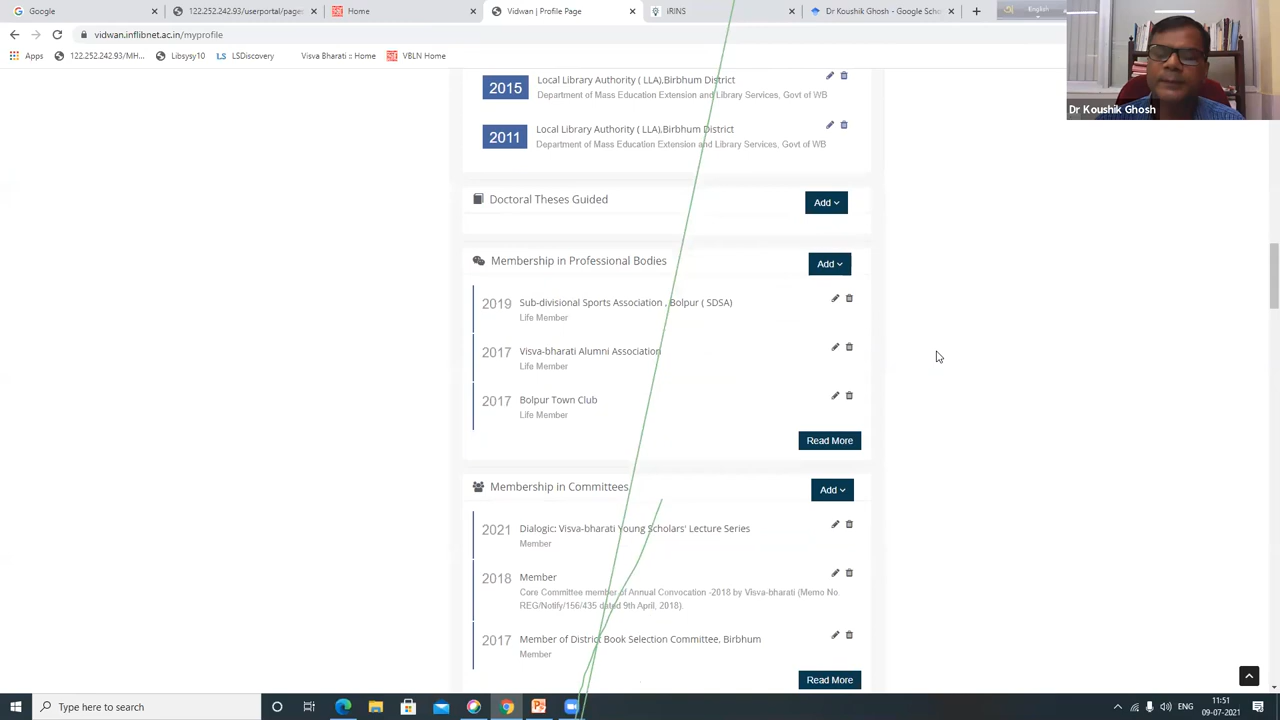 Google
122.252.242.93/userportal/page
Home
Vidwan | Profile Page
iRINS
Dr Koushik Ghosh - Google Scho
English
vidwan.inflibnet.ac.in/myprofile
Apps
122.252.242.93/MH...
Libsysy10
LS LSDiscovery
Visva Bharati :: Home
VBLN Home
Dr Koushik Ghosh
2015
Local Library Authority ( LLA),Birbhum District
Department of Mass Education Extension and Library Services, Govt of WB
2011
Local Library Authority ( LLA),Birbhum District
Department of Mass Education Extension and Library Services, Govt of WB
Doctoral Theses Guided
Add
Membership in Professional Bodies
Add
2019
Sub-divisional Sports Association , Bolpur ( SDSA)
Life Member
2017
Visva-bharati Alumni Association
Life Member
2017
Bolpur Town Club
Life Member
Read More
Membership in Committees
Add
2021
Dialogic: Visva-bharati Young Scholars' Lecture Series
Member
2018
Member
Core Committee member of Annual Convocation -2018 by Visva-bharati (Memo No.
REG/Notify/156/435 dated 9th April, 2018).
2017
Member of District Book Selection Committee, Birbhum
Member
Read More
Type here to search
ENG
11:51
09-07-2021